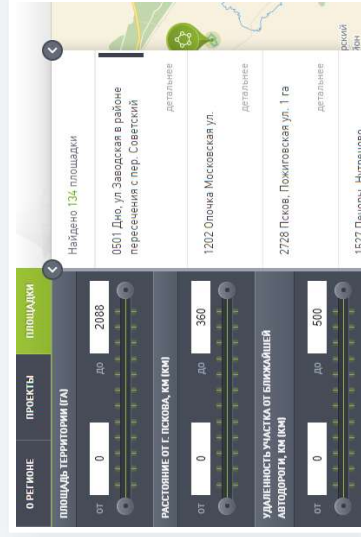 О РЕГИОНЕ
ПРОЕКТЫ
ПЛОЩАДКИ
ПЛОЩАДЬ ТЕРРИТОРИИ (ГА)
ОТ 0 ДО 2088
РАССТОЯНИЕ ОТ Г. ПСКОВА, КМ (КМ)
ОТ 0 ДО 360
УДАЛЕННОСТЬ УЧАСТКА ОТ БЛИЖАЙШЕЙ
АВТОДОРОГИ, КМ (КМ)
ОТ 0 ДО 500
Найдено 134 площадки
0501 Дно, ул Заводская в районе
пересечения с пер. Советский
детальнее
1202 Опочка Московская ул.
детальнее
2728 Псков, Пожиговская ул. 1 га
детальнее
1527 Печоры,